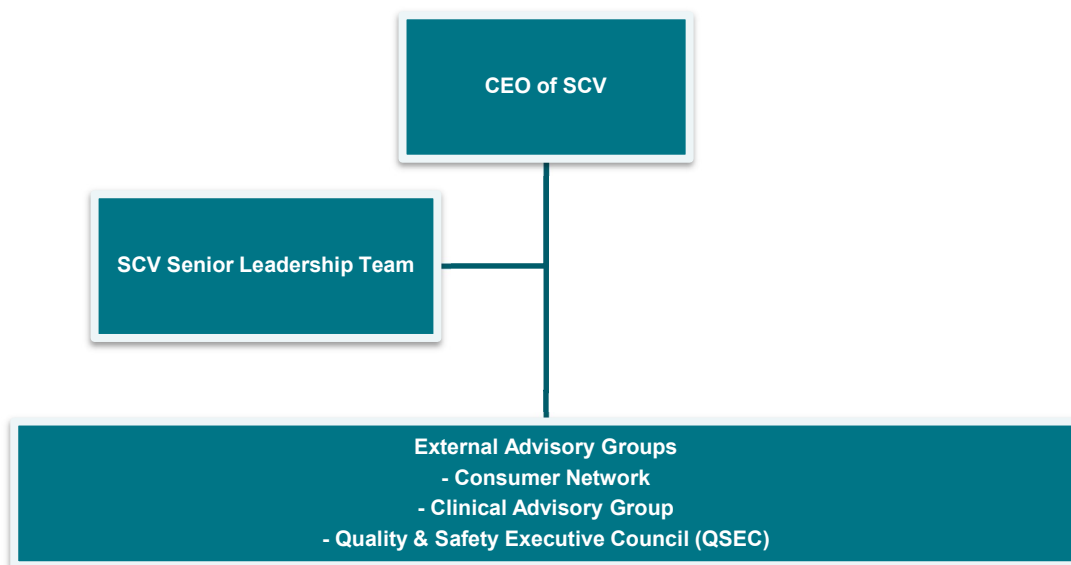 CEO of SCV
SCV Senior Leadership Team
External Advisory Groups
- Consumer Network
- Clinical Advisory Group
- Quality & Safety Executive Council (QSEC)